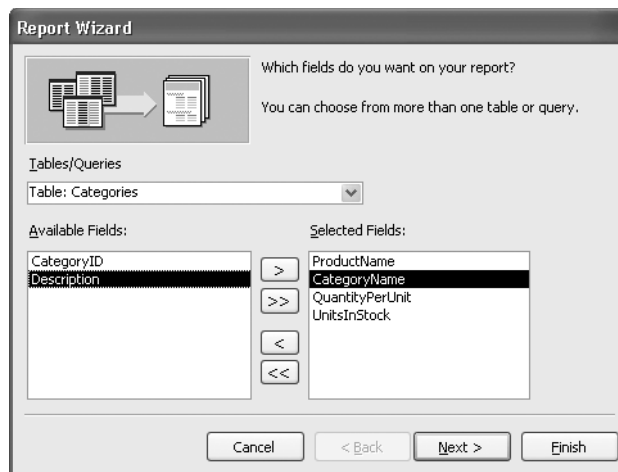 Report Wizard
Which fields do you want on your report?
You can choose from more than one table or query.
Tables/Queries
Table: Categories
Available Fields:
CategoryID
Description
>
>>
<
<<
Selected Fields:
ProductName
CategoryName
QuantityPerUnit
UnitsInStock
Cancel
< Back
Next >
Finish